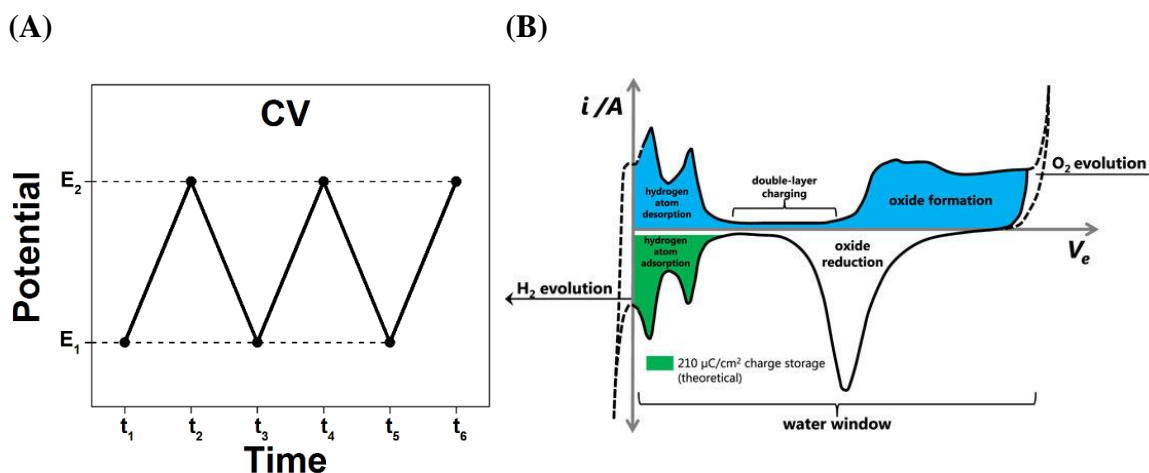 (A)
(B)
CV
Potential
E2
E1
t1 t2 t3 t4 t5 t6
Time
i /A
O2 evolution
hydrogen
atom
desorption
double-layer
charging
oxide formation
hydrogen
atom
adsorption
oxide
reduction
Ve
H2 evolution
210 μC/cm² charge storage
(theoretical)
water window